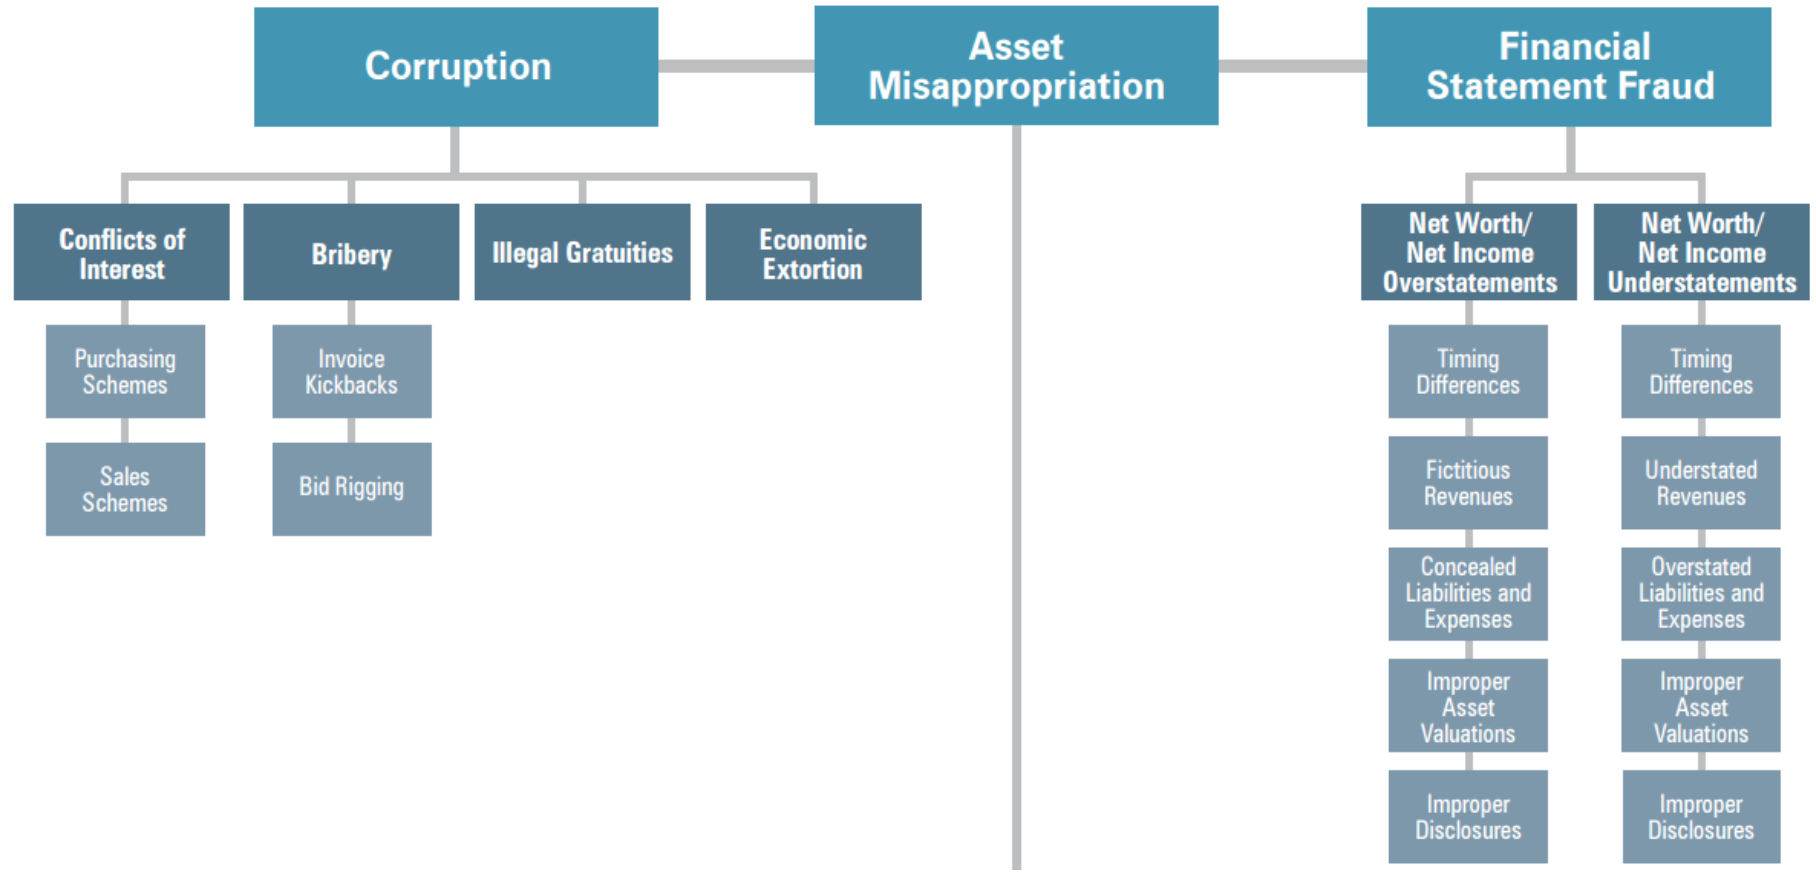 Corruption
Asset
Misappropriation
Financial
Statement Fraud
Conflicts of
Interest
Bribery
Illegal Gratuities
Economic
Extortion
Net Worth/
Net Income
Overstatements
Net Worth/
Net Income
Understatements
Purchasing
Schemes
Sales
Schemes
Invoice
Kickbacks
Bid Rigging
Timing
Differences
Fictitious
Revenues
Concealed
Liabilities and
Expenses
Improper
Asset
Valuations
Improper
Disclosures
Timing
Differences
Understated
Revenues
Overstated
Liabilities and
Expenses
Improper
Asset
Valuations
Improper
Disclosures